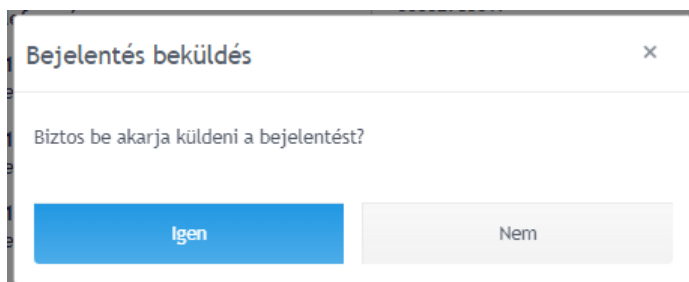 Bejelentés beküldés
×
Biztos be akarja küldeni a bejelentést?
Igen
Nem